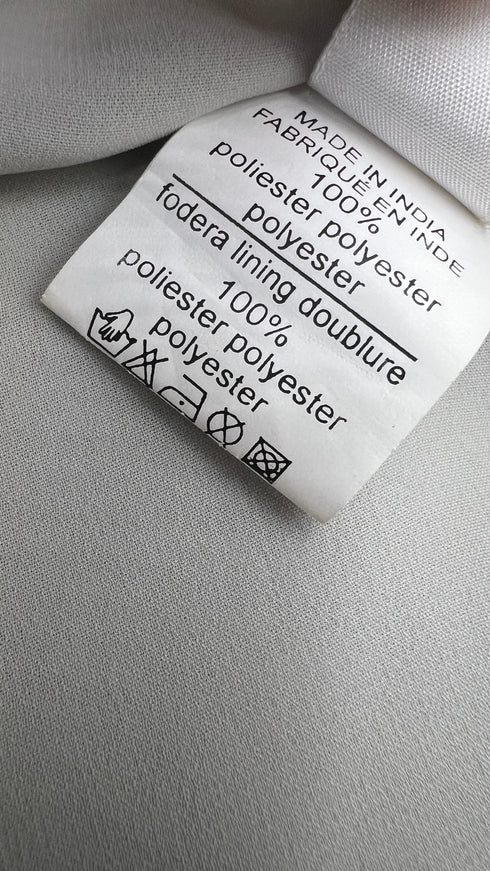 MADE IN INDIA
FABRIQUÉ EN INDE
100%
poliester polyester
polyester
fodera lining doublure
100%
poliester polyester
polyester